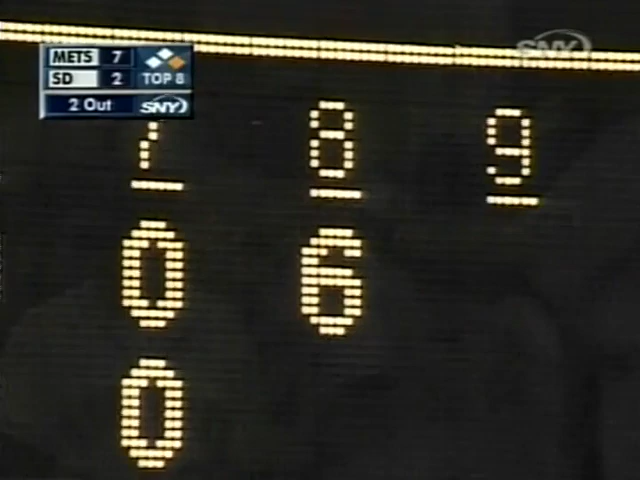 SNY
METS 7
SD 2 TOP 8
2 Out SNY
7 8 9
0 6
0